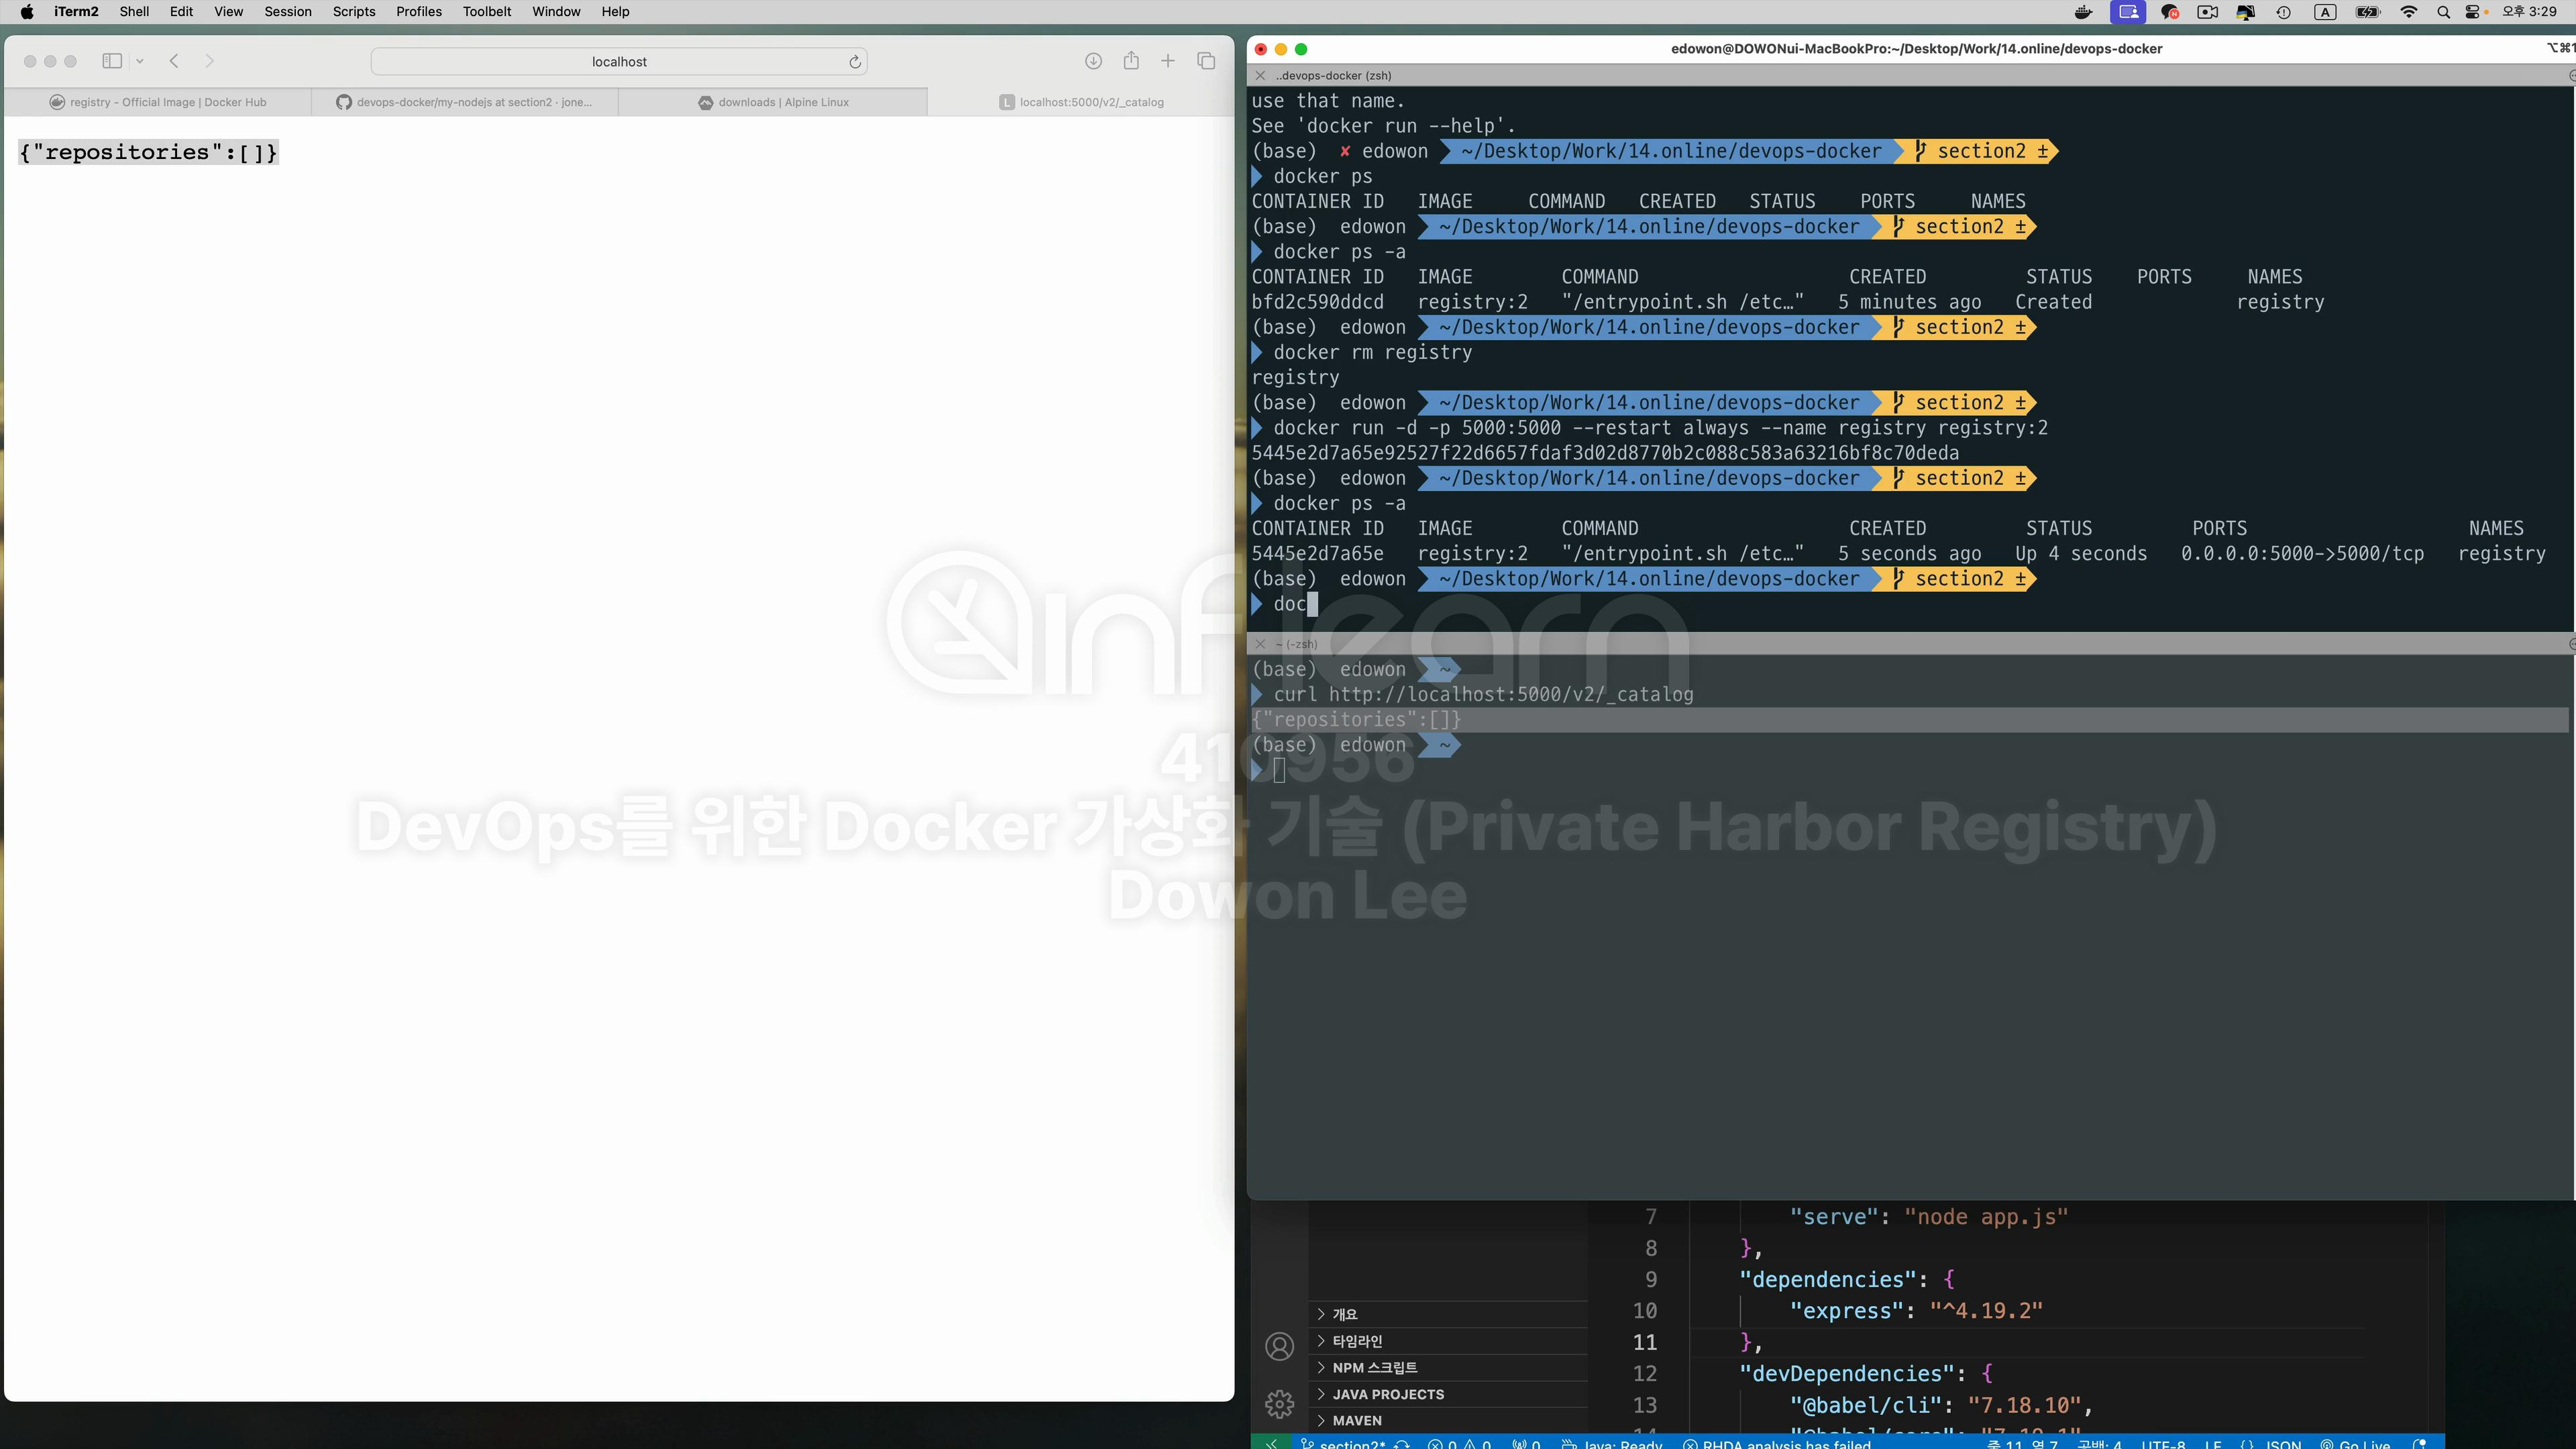 iTerm2 Shell Edit View Session Scripts Profiles Toolbelt Window Help
A 오후 3:29
localhost
registry - Official Image | Docker Hub
devops-docker/my-nodejs at section2 · jone...
downloads | Alpine Linux
L localhost:5000/v2/_catalog
{"repositories":[]}
edowon@DOWONui-MacBookPro:~/Desktop/Work/14.online/devops-docker
..devops-docker (zsh)
use that name.
See 'docker run --help'.
(base) ✘ edowon ~/Desktop/Work/14.online/devops-docker section2 ±
docker ps
CONTAINER ID IMAGE COMMAND CREATED STATUS PORTS NAMES
(base) edowon ~/Desktop/Work/14.online/devops-docker section2 ±
docker ps -a
CONTAINER ID IMAGE COMMAND CREATED STATUS PORTS NAMES
bfd2c590ddcd registry:2 "/entrypoint.sh /etc…" 5 minutes ago Created registry
(base) edowon ~/Desktop/Work/14.online/devops-docker section2 ±
docker rm registry
registry
(base) edowon ~/Desktop/Work/14.online/devops-docker section2 ±
docker run -d -p 5000:5000 --restart always --name registry registry:2
5445e2d7a65e92527f22d6657fdaf3d02d8770b2c088c583a63216bf8c70deda
(base) edowon ~/Desktop/Work/14.online/devops-docker section2 ±
docker ps -a
CONTAINER ID IMAGE COMMAND CREATED STATUS PORTS NAMES
5445e2d7a65e registry:2 "/entrypoint.sh /etc…" 5 seconds ago Up 4 seconds 0.0.0.0:5000->5000/tcp registry
(base) edowon ~/Desktop/Work/14.online/devops-docker section2 ±
doc
~ (-zsh)
(base) edowon ~
curl http://localhost:5000/v2/_catalog
{"repositories":[]}
(base) edowon ~
inflearn
410956
DevOps를 위한 Docker 가상화 기술 (Private Harbor Registry)
Dowon Lee
개요
타임라인
NPM 스크립트
JAVA PROJECTS
MAVEN
7 "serve": "node app.js"
8 },
9 "dependencies": {
10 "express": "^4.19.2"
11 },
12 "devDependencies": {
13 "@babel/cli": "7.18.10",
section2* 0 0 0 Java: Ready RHDA analysis has failed 줄 11, 열 7 공백: 4 UTF-8 LF { } JSON Go Live